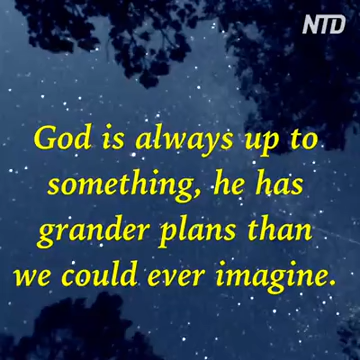 NTD
God is always up to
something, he has
grander plans than
we could ever imagine.